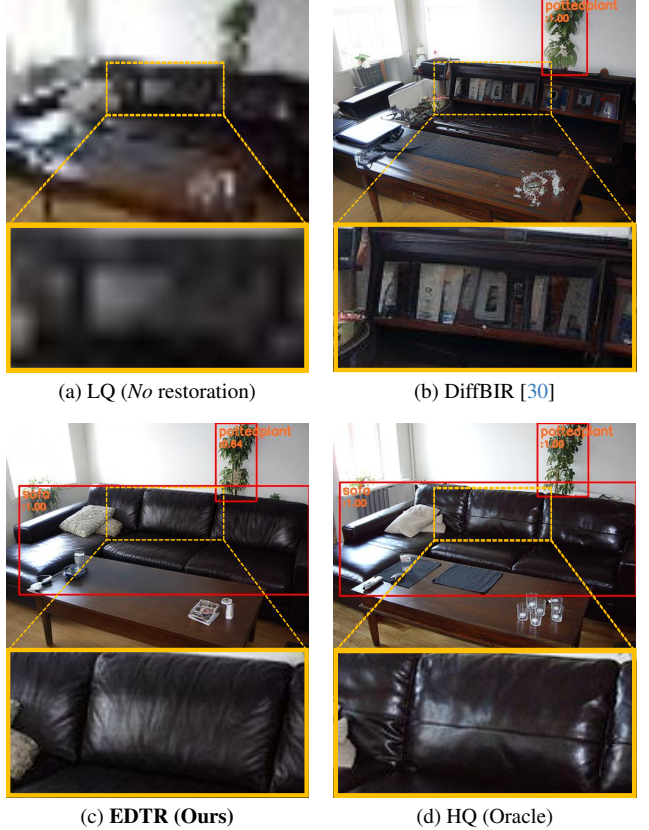 pottedplant
:1.00
(a) LQ (No restoration)
(b) DiffBIR [30]
pottedplant
:0.64
sofa
:1.00
pottedplant
:1.00
sofa
:1.00
(c) EDTR (Ours)
(d) HQ (Oracle)